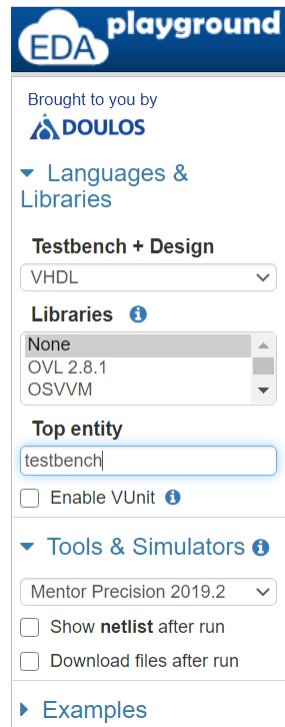 EDA playground
Brought to you by
DOULOS
Languages &
Libraries
Testbench + Design
VHDL
Libraries
None
OVL 2.8.1
OSVVM
Top entity
testbench
Enable VUnit
Tools & Simulators
Mentor Precision 2019.2
Show netlist after run
Download files after run
Examples